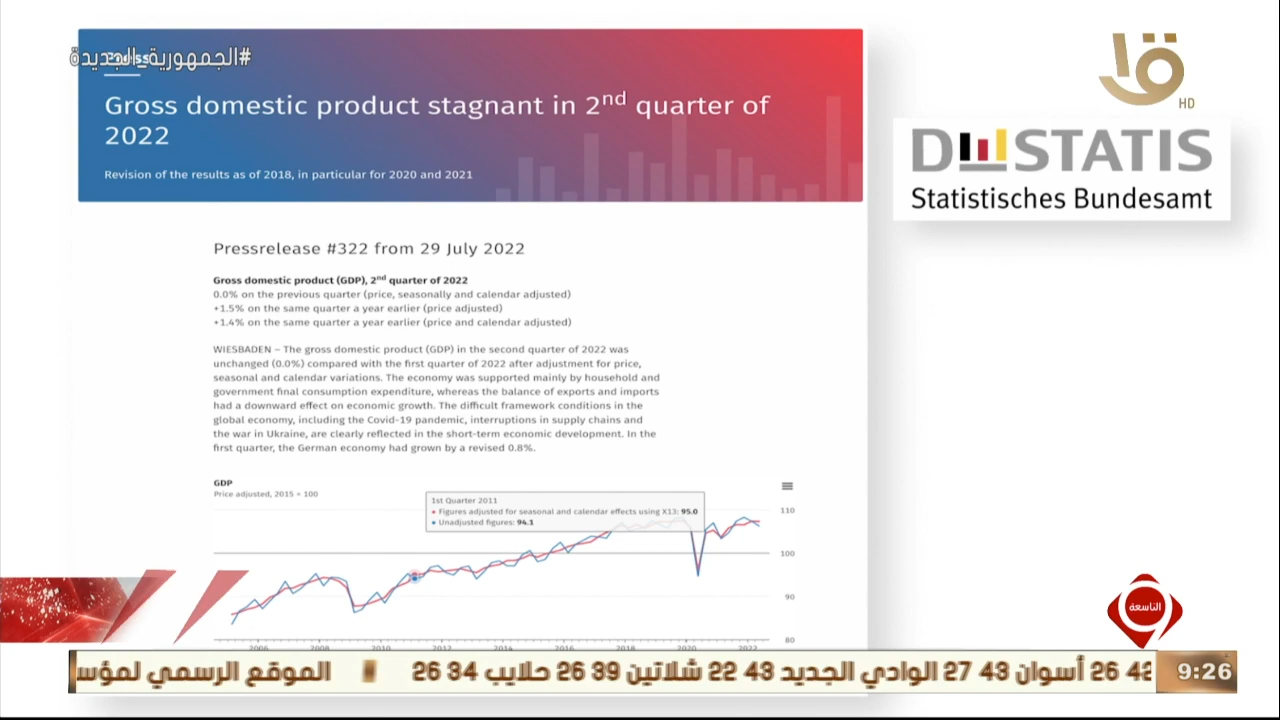 #الجمهورية_الجديدة
Gross domestic product stagnant in 2nd quarter of
2022
Revision of the results as of 2018, in particular for 2020 and 2021
HD
DESTATIS
Statistisches Bundesamt
Pressrelease #322 from 29 July 2022
Gross domestic product (GDP), 2nd quarter of 2022
0.0% on the previous quarter (price, seasonally and calendar adjusted)
+1.5% on the same quarter a year earlier (price adjusted)
+1.4% on the same quarter a year earlier (price and calendar adjusted)
WIESBADEN – The gross domestic product (GDP) in the second quarter of 2022 was
unchanged (0.0%) compared with the first quarter of 2022 after adjustment for price,
seasonal and calendar variations. The economy was supported mainly by household and
government final consumption expenditure, whereas the balance of exports and imports
had a downward effect on economic growth. The difficult framework conditions in the
global economy, including the Covid-19 pandemic, interruptions in supply chains and
the war in Ukraine, are clearly reflected in the short-term economic development. In the
first quarter, the German economy had grown by a revised 0.8%.
GDP
Price adjusted, 2015 = 100
1st Quarter 2011
• Figures adjusted for seasonal and calendar effects using X13: 95.0
• Unadjusted figures: 94.1
110
100
90
80
2006 2008 2010 2012 2014 2016 2018 2020 2022
التاسعة
26 أسوان 43 27 الوادي الجديد 43 22 شلاتين 39 26 حلايب 34 26 الموقع الرسمي
9:26